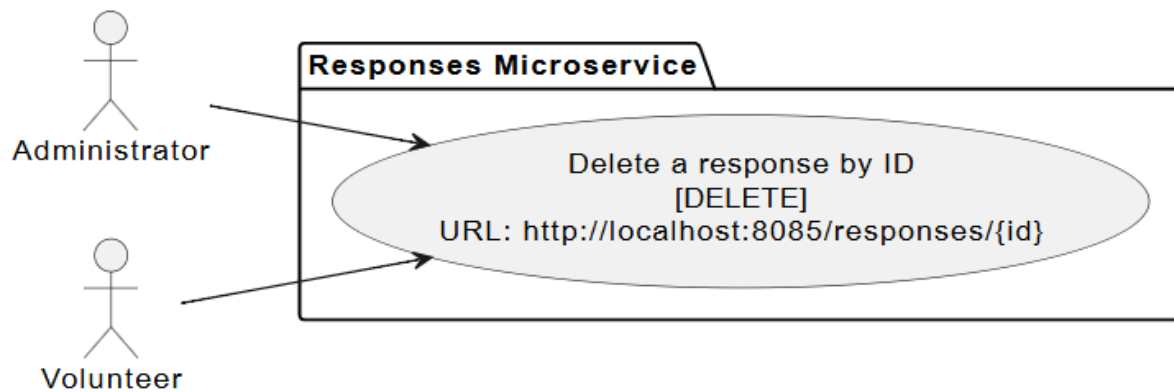 Administrator
Responses Microservice
Delete a response by ID
[DELETE]
URL: http://localhost:8085/responses/{id}
Volunteer